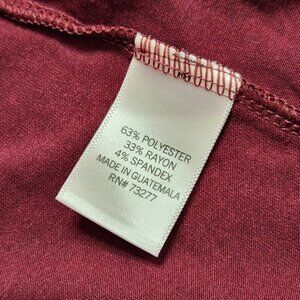 63% POLYESTER
33% RAYON
4% SPANDEX
MADE IN GUATEMALA
RN# 73277